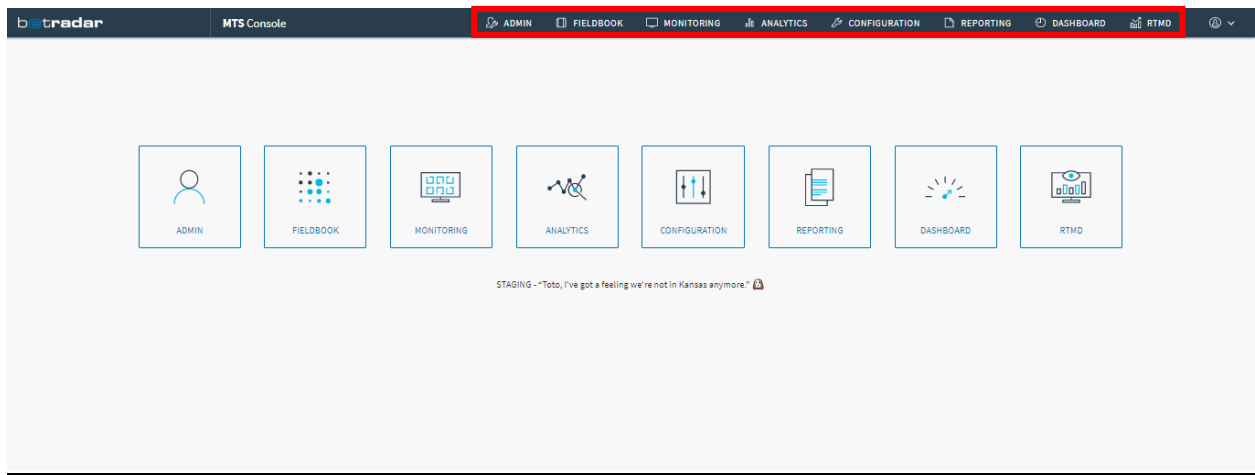 betradar MTS Console ADMIN FIELDBOOK MONITORING ANALYTICS CONFIGURATION REPORTING DASHBOARD RTMD
ADMIN FIELDBOOK MONITORING ANALYTICS CONFIGURATION REPORTING DASHBOARD RTMD
STAGING - "Toto, I've got a feeling we're not in Kansas anymore."